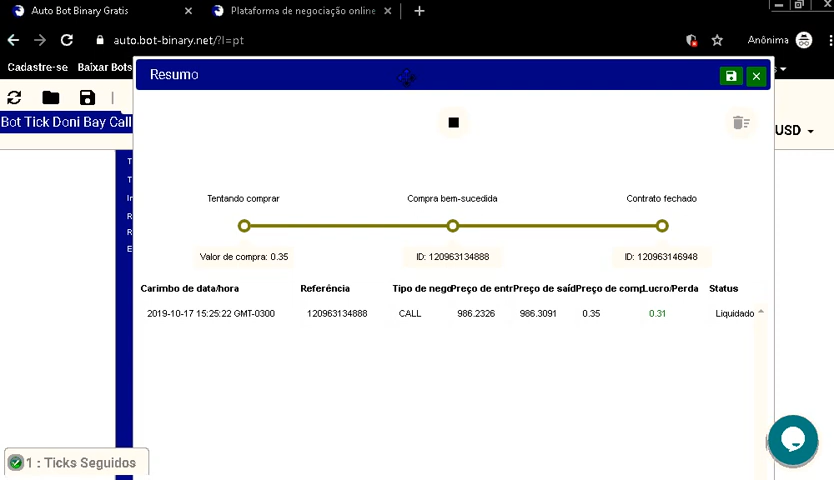 Auto Bot Binary Gratis
Plataforma de negociação online
auto.bot-binary.net/?l=pt
Anônima
Cadastre-se Baixar Bots
Resumo
Bot Tick Doni Bay Call
USD
T
T
In
R
R
E
Tentando comprar
Compra bem-sucedida
Contrato fechado
Valor de compra: 0.35
ID: 120963134888
ID: 120963146948
Carimbo de data/hora Referência Tipo de nego Preço de entr Preço de saíd Preço de comp Lucro/Perda Status
2019-10-17 15:25:22 GMT-0300 120963134888 CALL 986.2326 986.3091 0.35 0.31 Liquidado
1 : Ticks Seguidos